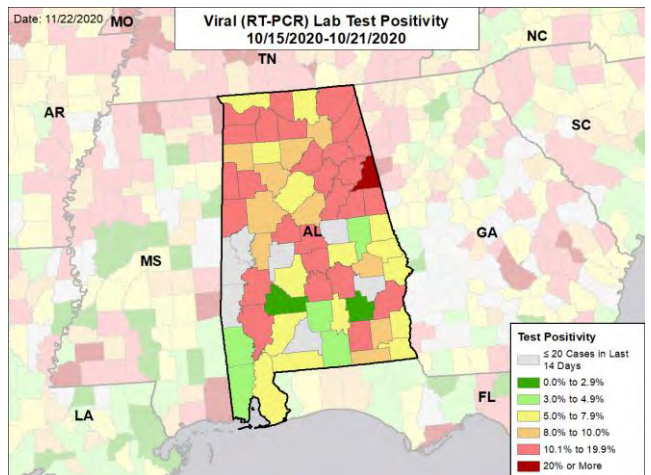 Date: 11/22/2020
Viral (RT-PCR) Lab Test Positivity
10/15/2020-10/21/2020
MO
TN
NC
AR
SC
AL
GA
MS
LA
FL
Test Positivity
≤ 20 Cases in Last
14 Days
0.0% to 2.9%
3.0% to 4.9%
5.0% to 7.9%
8.0% to 10.0%
10.1% to 19.9%
20% or More